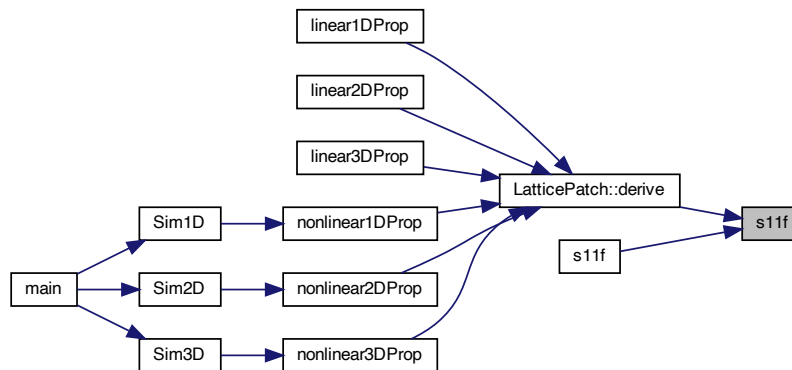 linear1DProp
linear2DProp
linear3DProp
LatticePatch::derive
Sim1D
nonlinear1DProp
s11f
s11f
main
Sim2D
nonlinear2DProp
Sim3D
nonlinear3DProp